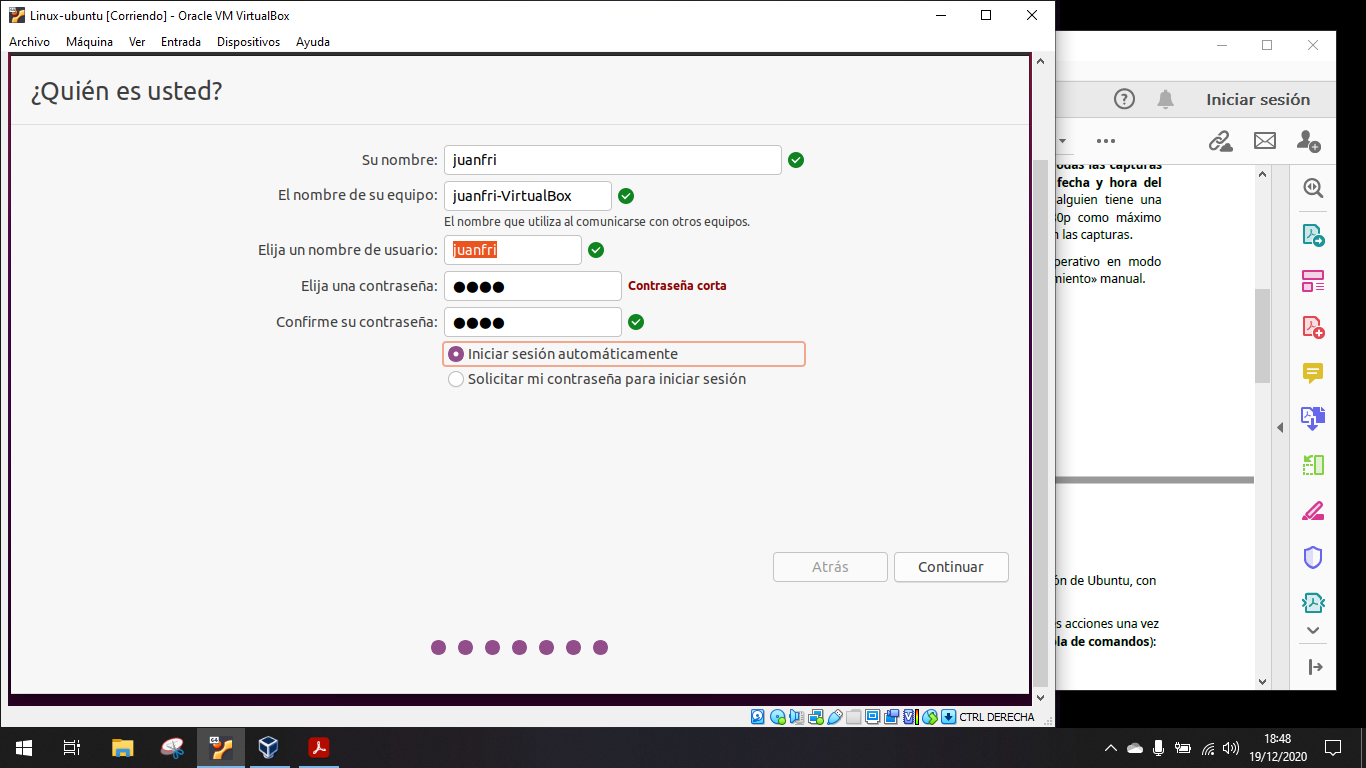 Linux-ubuntu [Corriendo] - Oracle VM VirtualBox
Archivo Máquina Ver Entrada Dispositivos Ayuda
¿Quién es usted?
Su nombre: juanfri
El nombre de su equipo: juanfri-VirtualBox
El nombre que utiliza al comunicarse con otros equipos.
Elija un nombre de usuario: juanfri
Elija una contraseña: ●●●● Contraseña corta
Confirme su contraseña: ●●●●
Iniciar sesión automáticamente
Solicitar mi contraseña para iniciar sesión
Atrás Continuar
CTRL DERECHA
Iniciar sesión
odas las capturas
fecha y hora del
alguien tiene una
80p como máximo
n las capturas.
perativo en modo
miento» manual.
ón de Ubuntu, con
s acciones una vez
la de comandos):
18:48
19/12/2020